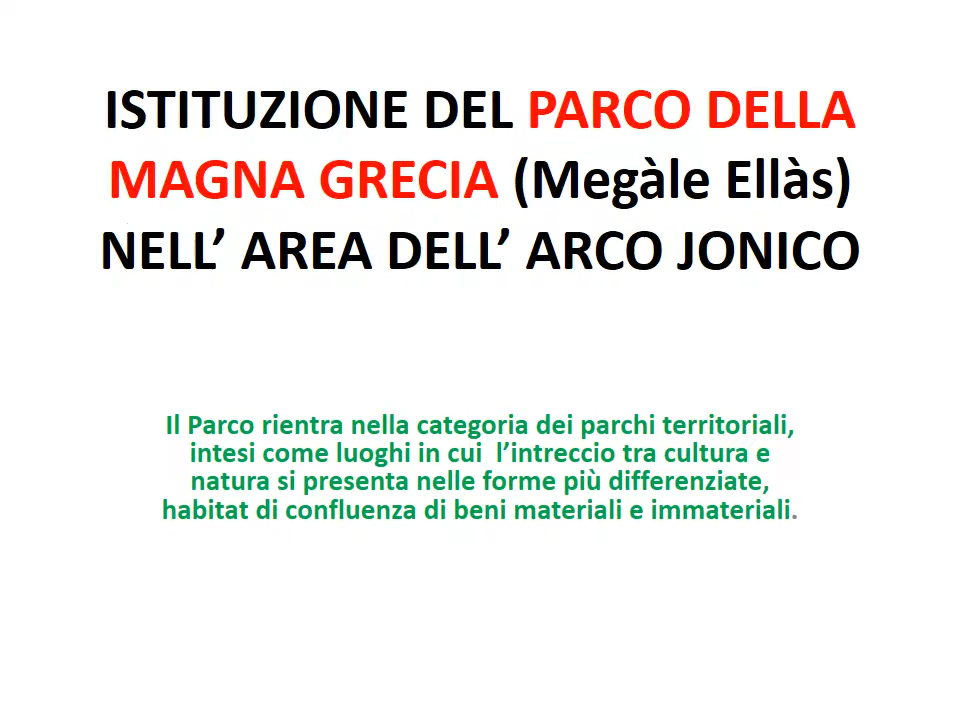 ISTITUZIONE DEL PARCO DELLA
MAGNA GRECIA (Megàle Ellàs)
NELL’ AREA DELL’ ARCO JONICO
Il Parco rientra nella categoria dei parchi territoriali,
intesi come luoghi in cui  l’intreccio tra cultura e
natura si presenta nelle forme più differenziate,
habitat di confluenza di beni materiali e immateriali.